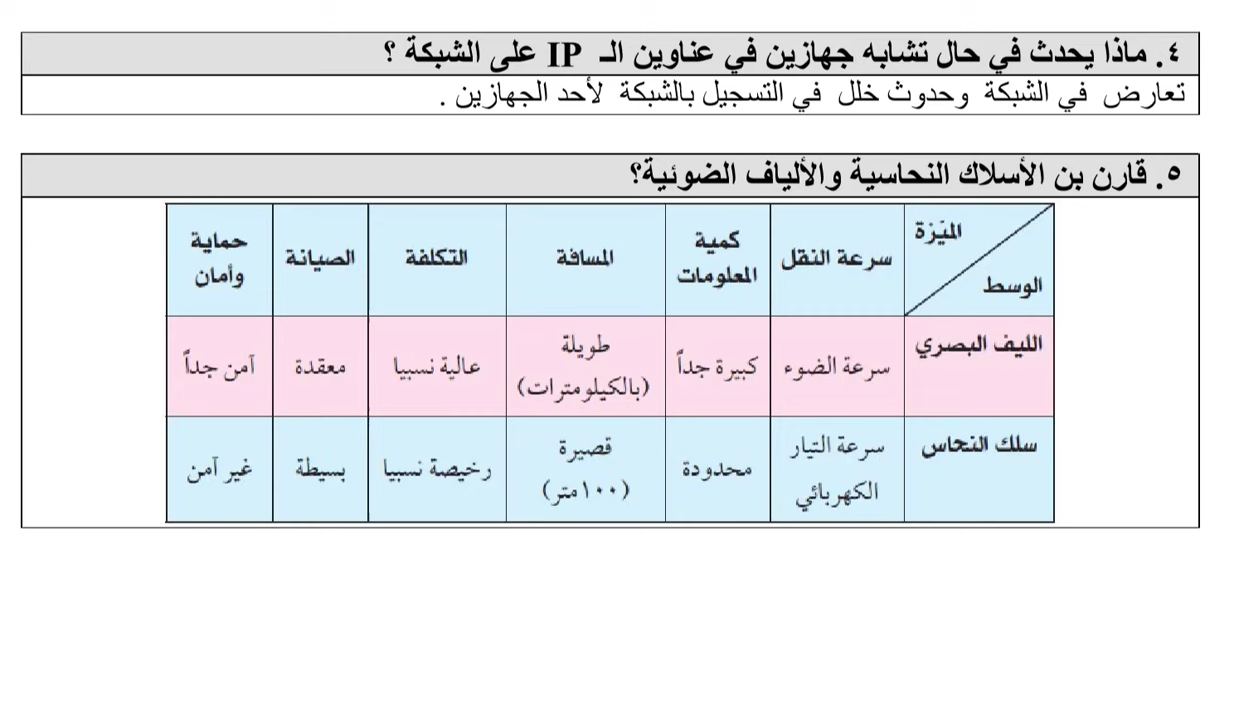 ٤. ماذا يحدث في حال تشابه جهازين في عناوين الـ IP على الشبكة ؟
تعارض في الشبكة وحدوث خلل في التسجيل بالشبكة لأحد الجهازين .
٥. قارن بن الأسلاك النحاسية والألياف الضوئية؟
الميّزة
الوسط
سرعة النقل
كمية
المعلومات
المسافة
التكلفة
الصيانة
حماية
وأمان
الليف البصري
سرعة الضوء
كبيرة جداً
طويلة
(بالكيلومترات)
عالية نسبيا
معقدة
آمن جداً
سلك النحاس
سرعة التيار
الكهربائي
محدودة
قصيرة
(١٠٠متر)
رخيصة نسبيا
بسيطة
غير آمن